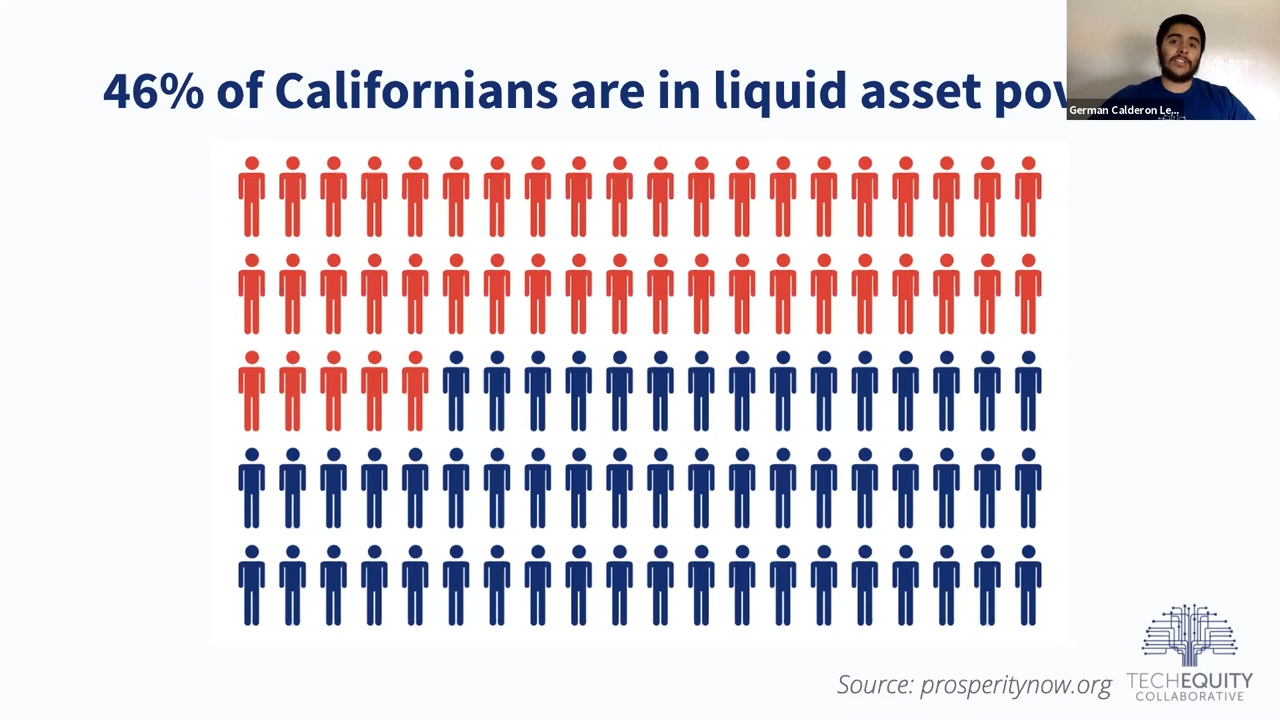 46% of Californians are in liquid asset pov
German Calderon Le...
Source: prosperitynow.org
TECHEQUITY
COLLABORATIVE